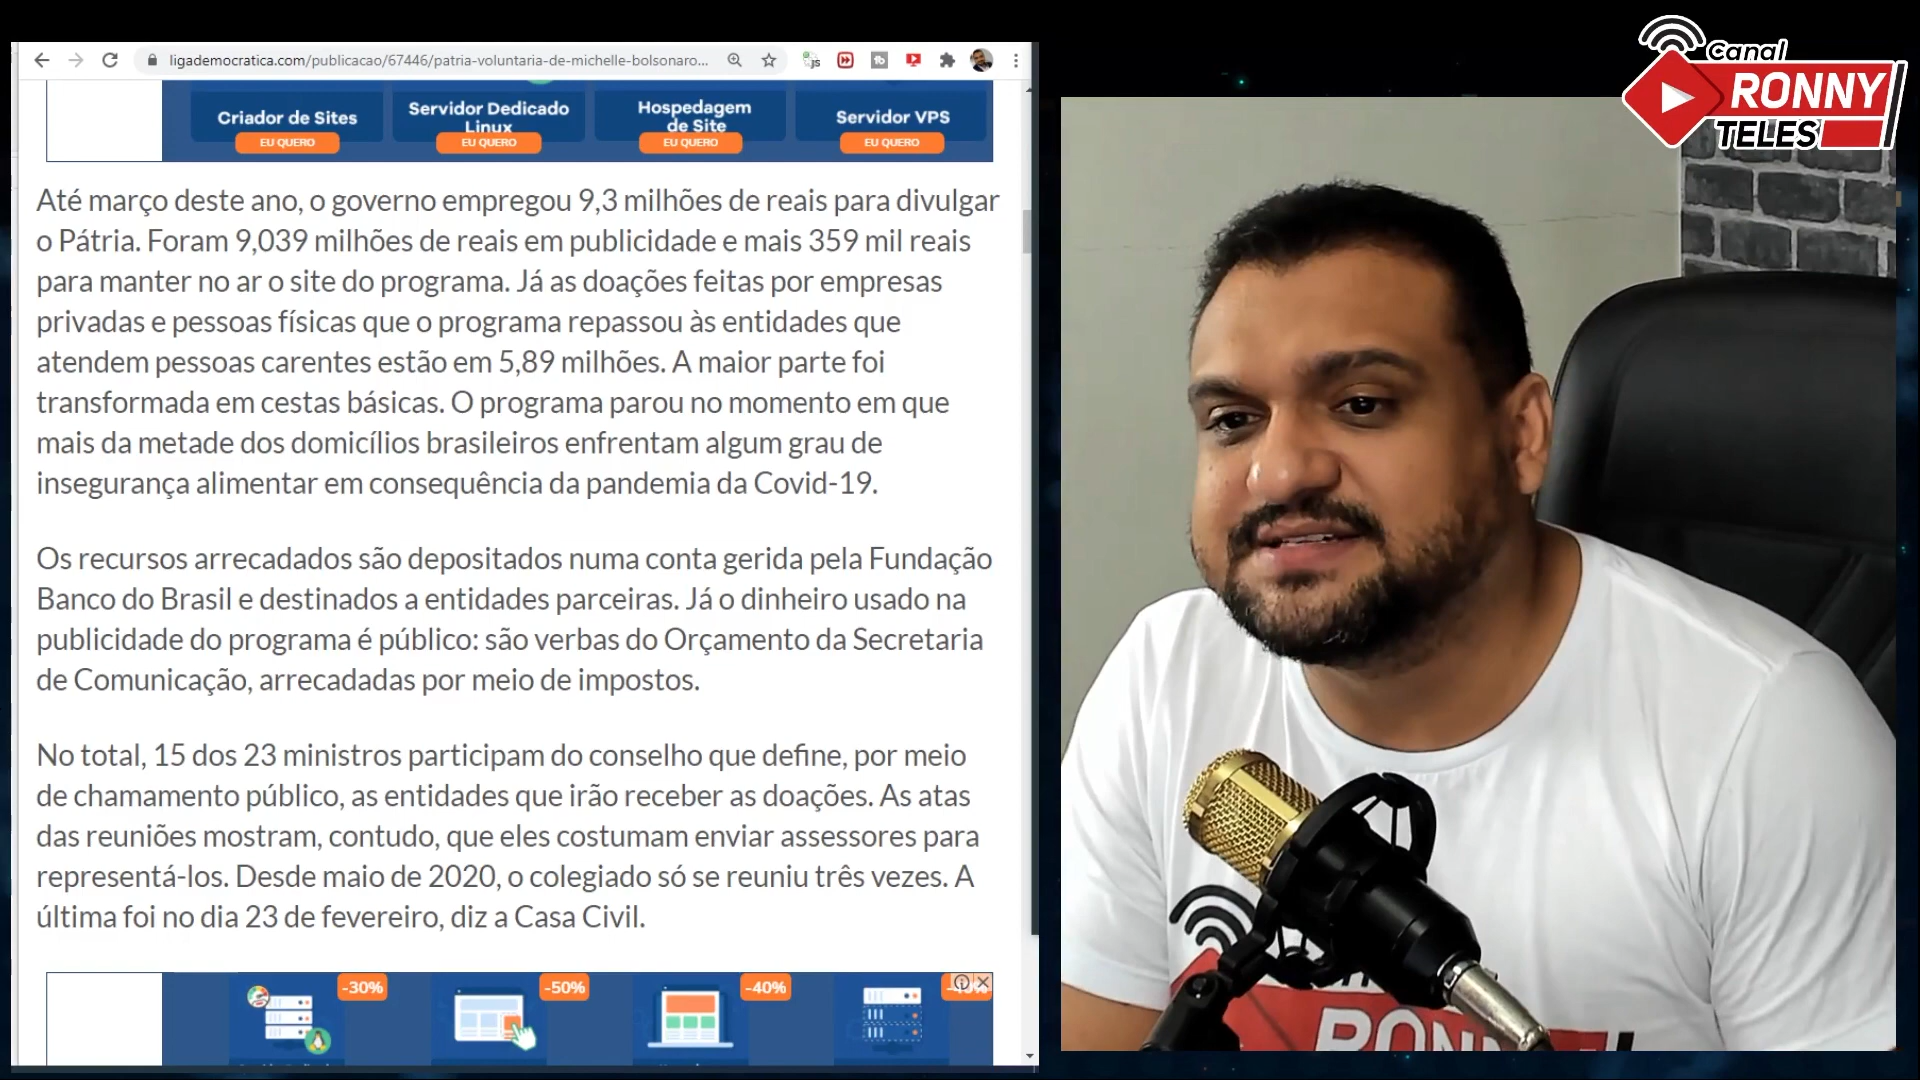 ligademocratica.com/publicacao/67446/patria-voluntaria-de-michelle-bolsonaro...
Canal
RONNY
TELES
Criador de Sites
EU QUERO
Servidor Dedicado
Linux
EU QUERO
Hospedagem
de Site
EU QUERO
Servidor VPS
EU QUERO
Até março deste ano, o governo empregou 9,3 milhões de reais para divulgar
o Pátria. Foram 9,039 milhões de reais em publicidade e mais 359 mil reais
para manter no ar o site do programa. Já as doações feitas por empresas
privadas e pessoas físicas que o programa repassou às entidades que
atendem pessoas carentes estão em 5,89 milhões. A maior parte foi
transformada em cestas básicas. O programa parou no momento em que
mais da metade dos domicílios brasileiros enfrentam algum grau de
insegurança alimentar em consequência da pandemia da Covid-19.
Os recursos arrecadados são depositados numa conta gerida pela Fundação
Banco do Brasil e destinados a entidades parceiras. Já o dinheiro usado na
publicidade do programa é público: são verbas do Orçamento da Secretaria
de Comunicação, arrecadadas por meio de impostos.
No total, 15 dos 23 ministros participam do conselho que define, por meio
de chamamento público, as entidades que irão receber as doações. As atas
das reuniões mostram, contudo, que eles costumam enviar assessores para
representá-los. Desde maio de 2020, o colegiado só se reuniu três vezes. A
última foi no dia 23 de fevereiro, diz a Casa Civil.
-30%
-50%
-40%